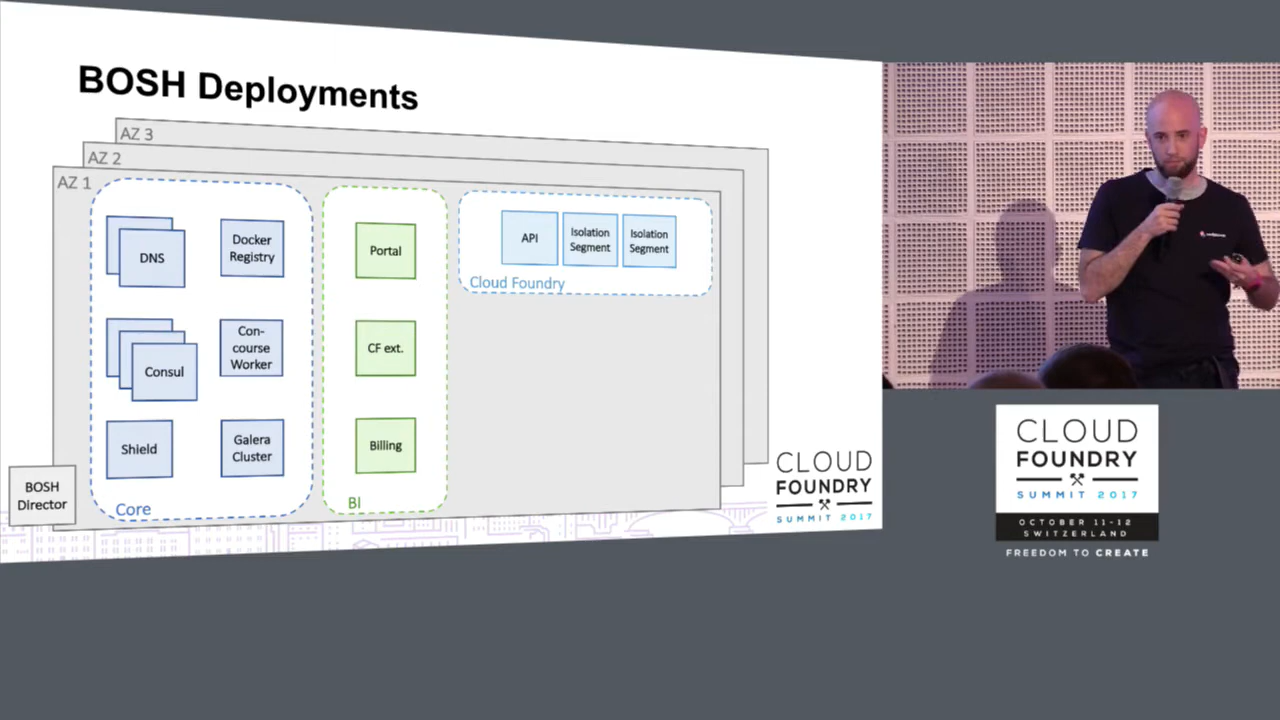 BOSH Deployments
AZ 3
AZ 2
AZ 1
DNS
Docker
Registry
Consul
Con-
course
Worker
Shield
Galera
Cluster
Core
Portal
CF ext.
Billing
BI
API
Isolation
Segment
Isolation
Segment
Cloud Foundry
BOSH
Director
CLOUD
FOUNDRY
SUMMIT 2017
CLOUD
FOUNDRY
SUMMIT 2017
OCTOBER 11-12
SWITZERLAND
FREEDOM TO CREATE